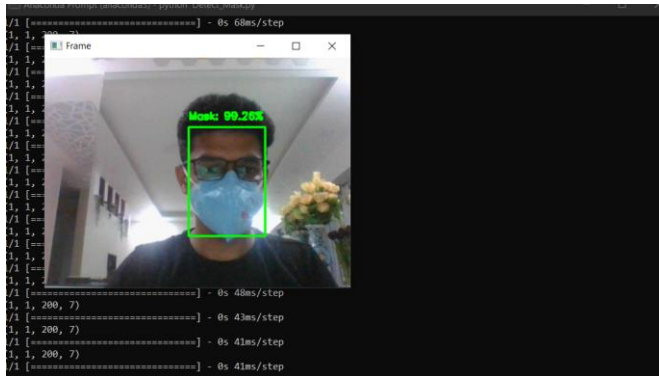 Anaconda Prompt (anaconda3) - python Detect_Mask.py
1/1 [==============================] - 0s 68ms/step
(1, 1, 200, 7)
Frame
Mask: 99.26%
1/1 [==============================] - 0s 48ms/step
(1, 1, 200, 7)
1/1 [==============================] - 0s 43ms/step
(1, 1, 200, 7)
1/1 [==============================] - 0s 41ms/step
(1, 1, 200, 7)
1/1 [==============================] - 0s 41ms/step